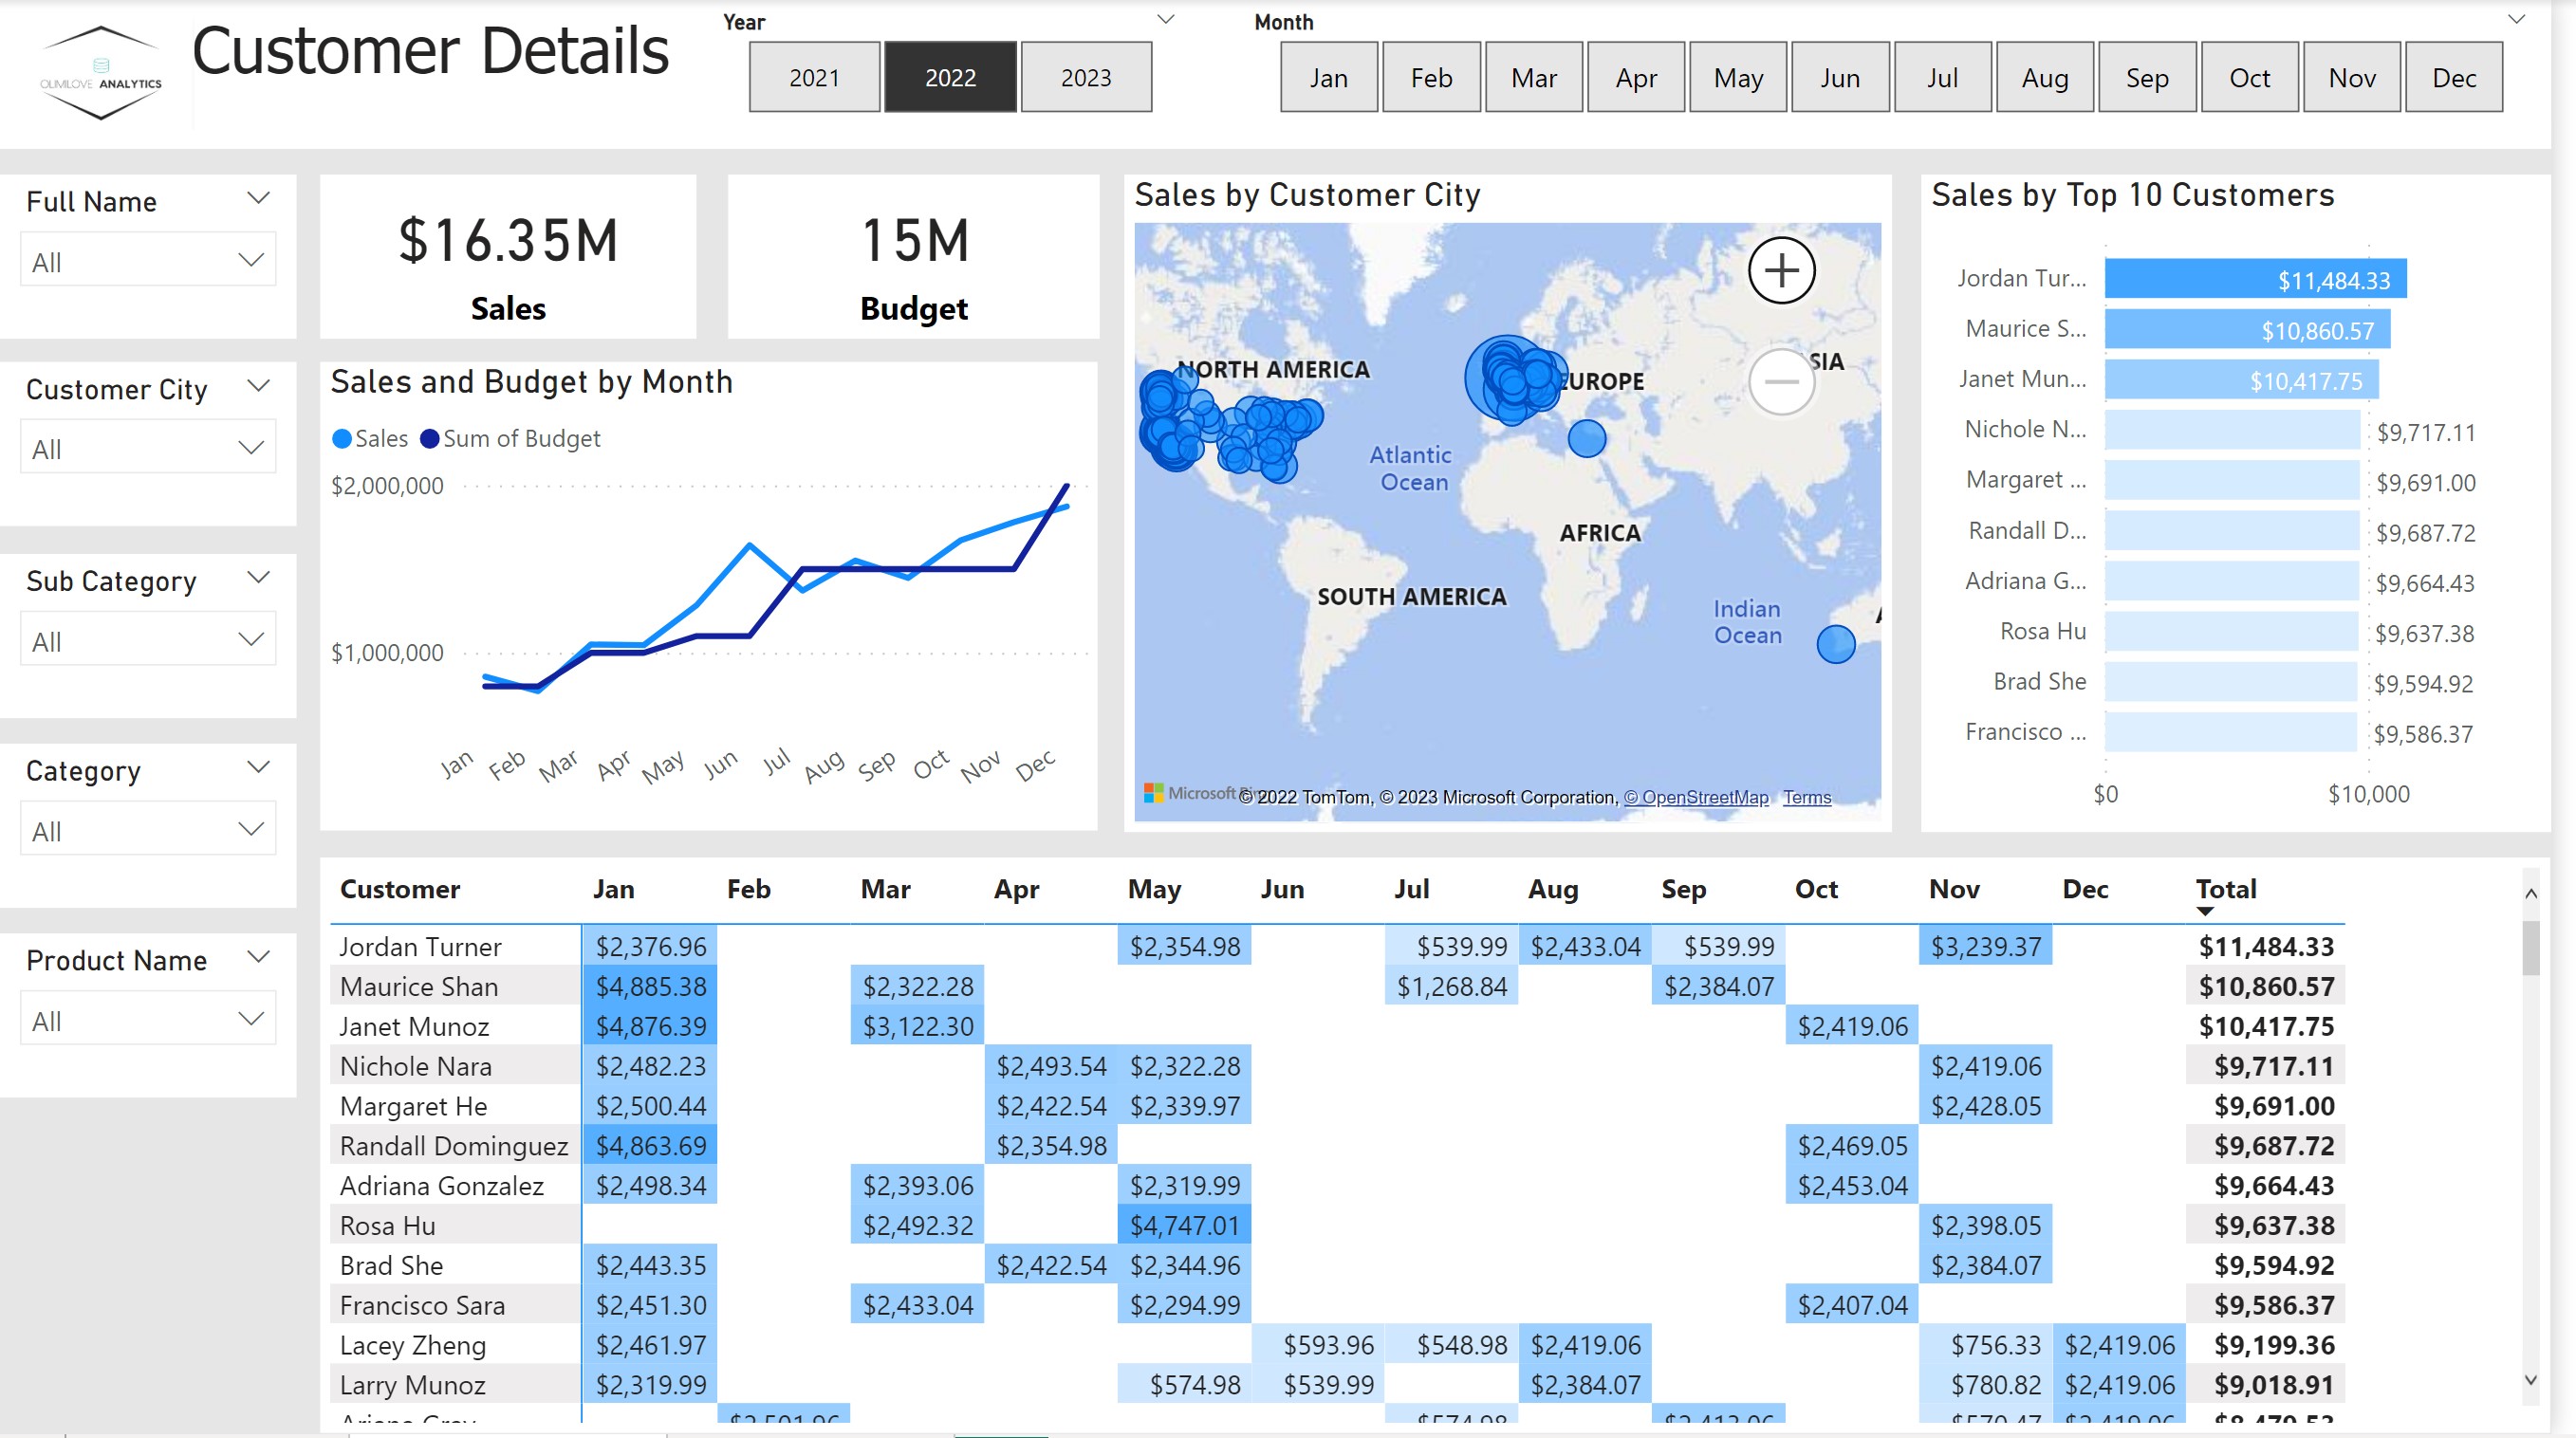 OLIMILOVE ANALYTICS
Customer Details
Year
2021 2022 2023
Month
Jan Feb Mar Apr May Jun Jul Aug Sep Oct Nov Dec
Full Name
All
Customer City
All
Sub Category
All
Category
All
Product Name
All
$16.35M
Sales
15M
Budget
Sales and Budget by Month
Sales Sum of Budget
$2,000,000
$1,000,000
Jan Feb Mar Apr May Jun Jul Aug Sep Oct Nov Dec
Sales by Customer City
NORTH AMERICA
EUROPE
SIA
Atlantic
Ocean
AFRICA
SOUTH AMERICA
Indian
Ocean
Microsoft
© 2022 TomTom, © 2023 Microsoft Corporation, © OpenStreetMap Terms
Sales by Top 10 Customers
Jordan Tur... $11,484.33
Maurice S... $10,860.57
Janet Mun... $10,417.75
Nichole N... $9,717.11
Margaret ... $9,691.00
Randall D... $9,687.72
Adriana G... $9,664.43
Rosa Hu $9,637.38
Brad She $9,594.92
Francisco ... $9,586.37
$0 $10,000
Customer Jan Feb Mar Apr May Jun Jul Aug Sep Oct Nov Dec Total
Jordan Turner $2,376.96 $2,354.98 $539.99 $2,433.04 $539.99 $3,239.37 $11,484.33
Maurice Shan $4,885.38 $2,322.28 $1,268.84 $2,384.07 $10,860.57
Janet Munoz $4,876.39 $3,122.30 $2,419.06 $10,417.75
Nichole Nara $2,482.23 $2,493.54 $2,322.28 $2,419.06 $9,717.11
Margaret He $2,500.44 $2,422.54 $2,339.97 $2,428.05 $9,691.00
Randall Dominguez $4,863.69 $2,354.98 $2,469.05 $9,687.72
Adriana Gonzalez $2,498.34 $2,393.06 $2,319.99 $2,453.04 $9,664.43
Rosa Hu $2,492.32 $4,747.01 $2,398.05 $9,637.38
Brad She $2,443.35 $2,422.54 $2,344.96 $2,384.07 $9,594.92
Francisco Sara $2,451.30 $2,433.04 $2,294.99 $2,407.04 $9,586.37
Lacey Zheng $2,461.97 $593.96 $548.98 $2,419.06 $756.33 $2,419.06 $9,199.36
Larry Munoz $2,319.99 $574.98 $539.99 $2,384.07 $780.82 $2,419.06 $9,018.91